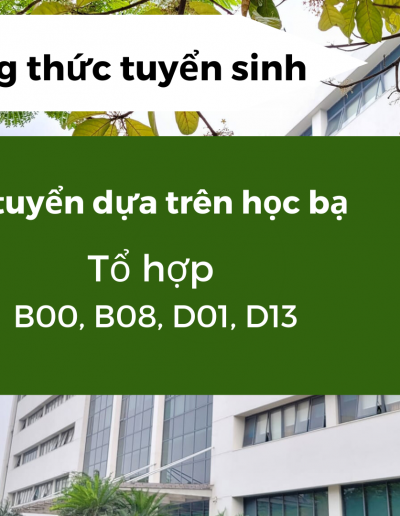 thức tuyển sinh
tuyển dựa trên học bạ
Tổ hợp
B00, B08, D01, D13